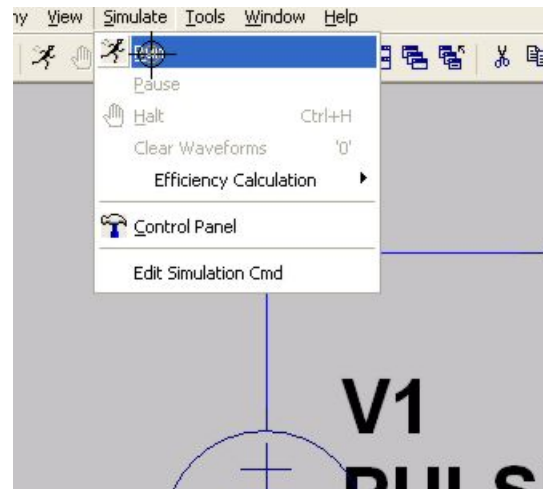 View Simulate Tools Window Help
Pause
Halt Ctrl+H
Clear Waveforms '0'
Efficiency Calculation
Control Panel
Edit Simulation Cmd
V1